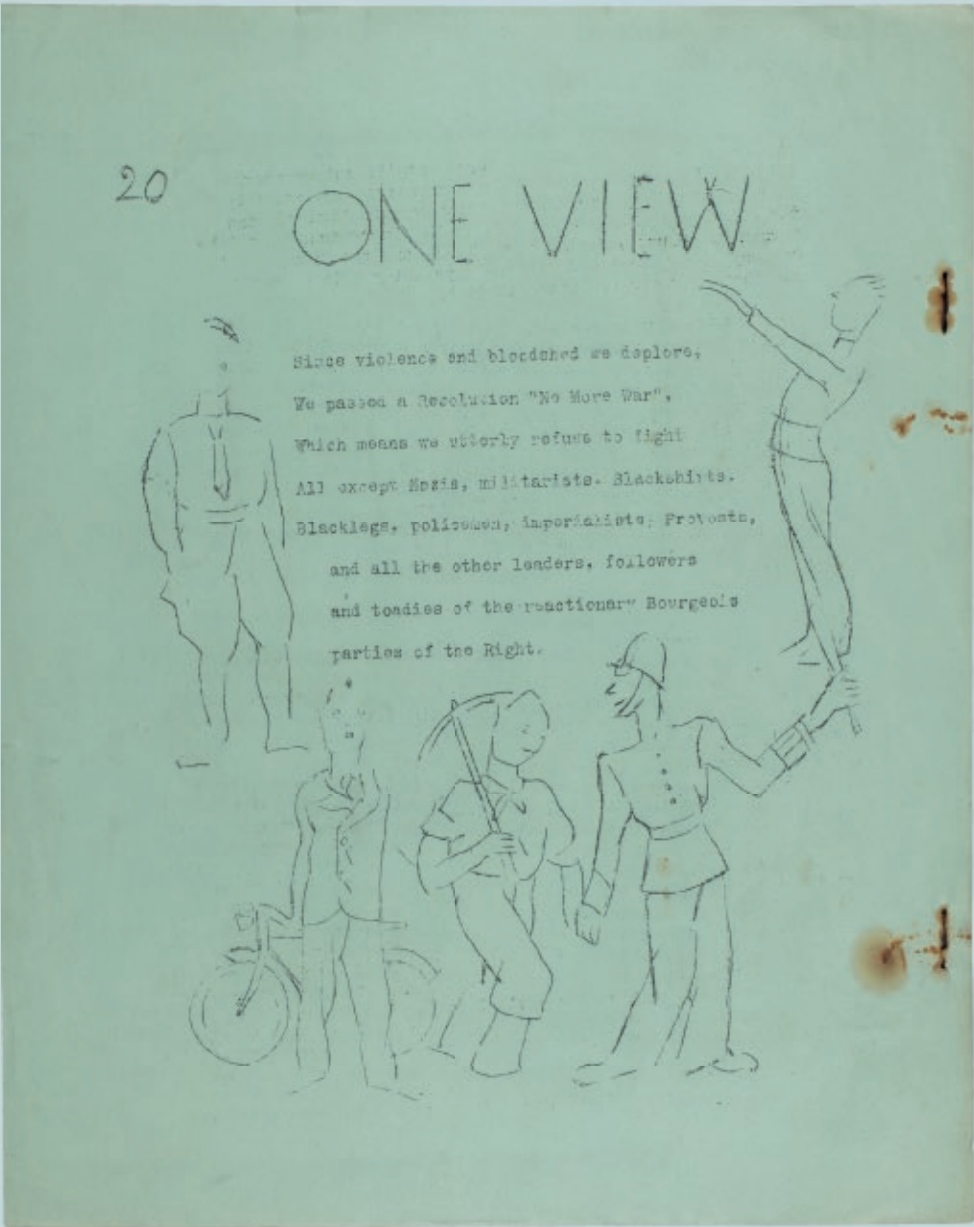 20
ONE VIEW
Since violence and bloodshed we deplore,
We passed a Resolution "No More War",
Which means we utterly refuse to fight
All except Nazis, militarists. Blackshirts.
Blacklegs, policemen, imperialists,
and all the other leaders, followers
and toadies of the reactionary Bourgeois
parties of the Right.